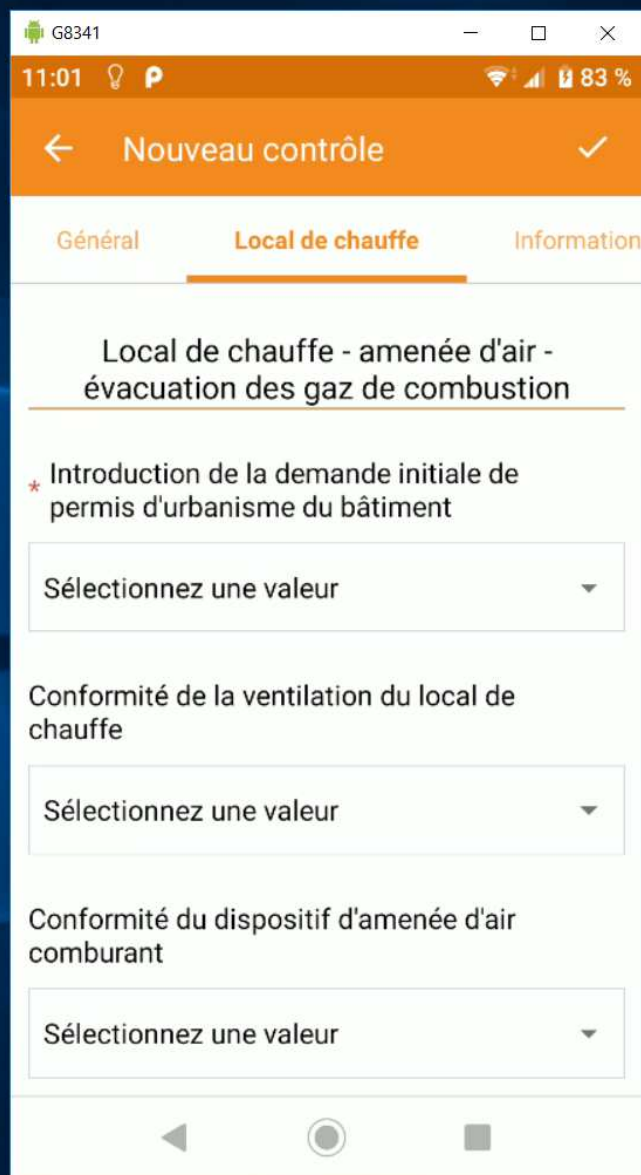 G8341
11:01 83 %
Nouveau contrôle
Général Local de chauffe Information
Local de chauffe - amenée d'air -
évacuation des gaz de combustion
* Introduction de la demande initiale de
permis d'urbanisme du bâtiment
Sélectionnez une valeur
Conformité de la ventilation du local de
chauffe
Sélectionnez une valeur
Conformité du dispositif d'amenée d'air
comburant
Sélectionnez une valeur